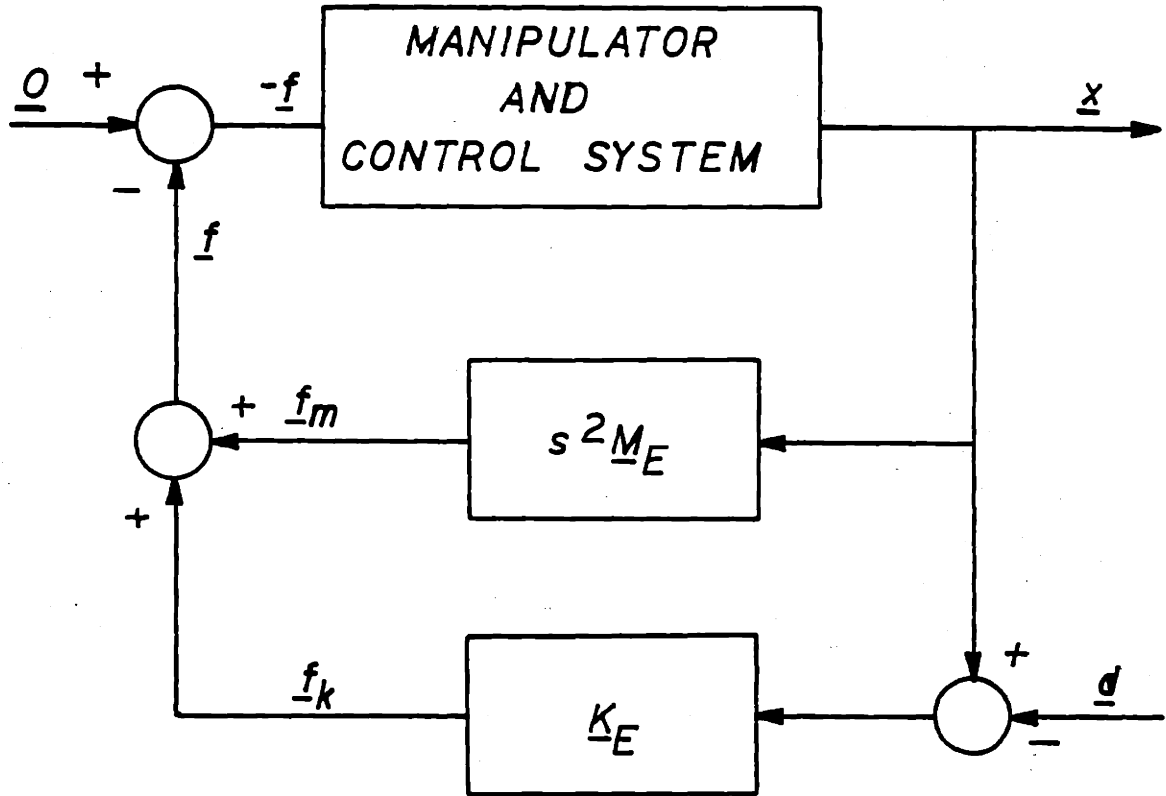 MANIPULATOR
AND
CONTROL SYSTEM
0
+
-
-f
x
f
+
f_m
s²M_E
+
f_k
K_E
+
-
d